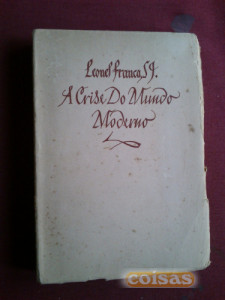 Leonel Franca, S.J.
A Crise Do Mundo
Moderno
coisas